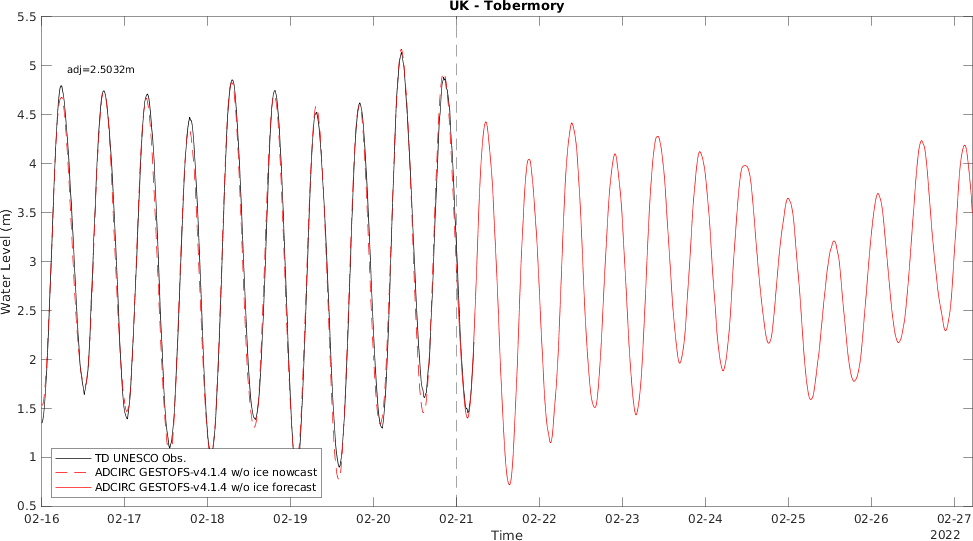 UK - Tobermory
5.5
5
4.5
4
3.5
3
2.5
2
1.5
1
0.5
Water Level (m)
adj=2.5032m
TD UNESCO Obs.
ADCIRC GESTOFS-v4.1.4 w/o ice nowcast
ADCIRC GESTOFS-v4.1.4 w/o ice forecast
02-16 02-17 02-18 02-19 02-20 02-21 02-22 02-23 02-24 02-25 02-26 02-27
Time
2022